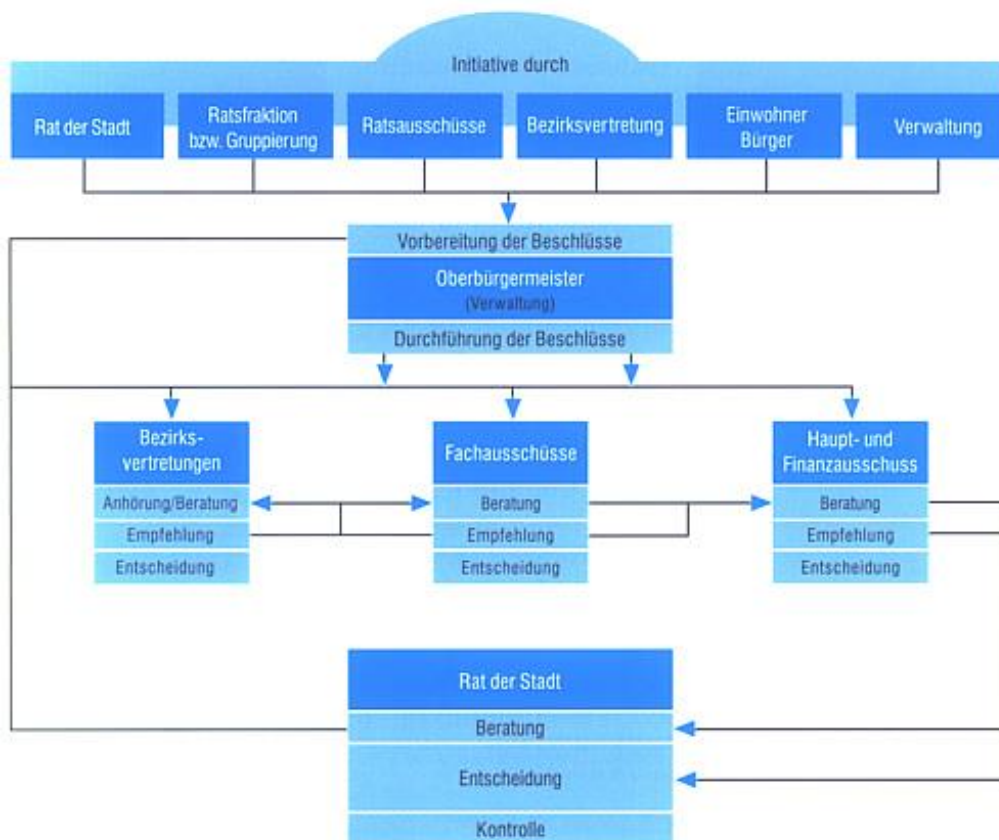 Initiative durch
Rat der Stadt
Ratsfraktion
bzw. Gruppierung
Ratsausschüsse
Bezirksvertretung
Einwohner
Bürger
Verwaltung
Vorbereitung der Beschlüsse
Oberbürgermeister
(Verwaltung)
Durchführung der Beschlüsse
Bezirks-
vertretungen
Anhörung/Beratung
Empfehlung
Entscheidung
Fachausschüsse
Beratung
Empfehlung
Entscheidung
Haupt- und
Finanzausschuss
Beratung
Empfehlung
Entscheidung
Rat der Stadt
Beratung
Entscheidung
Kontrolle